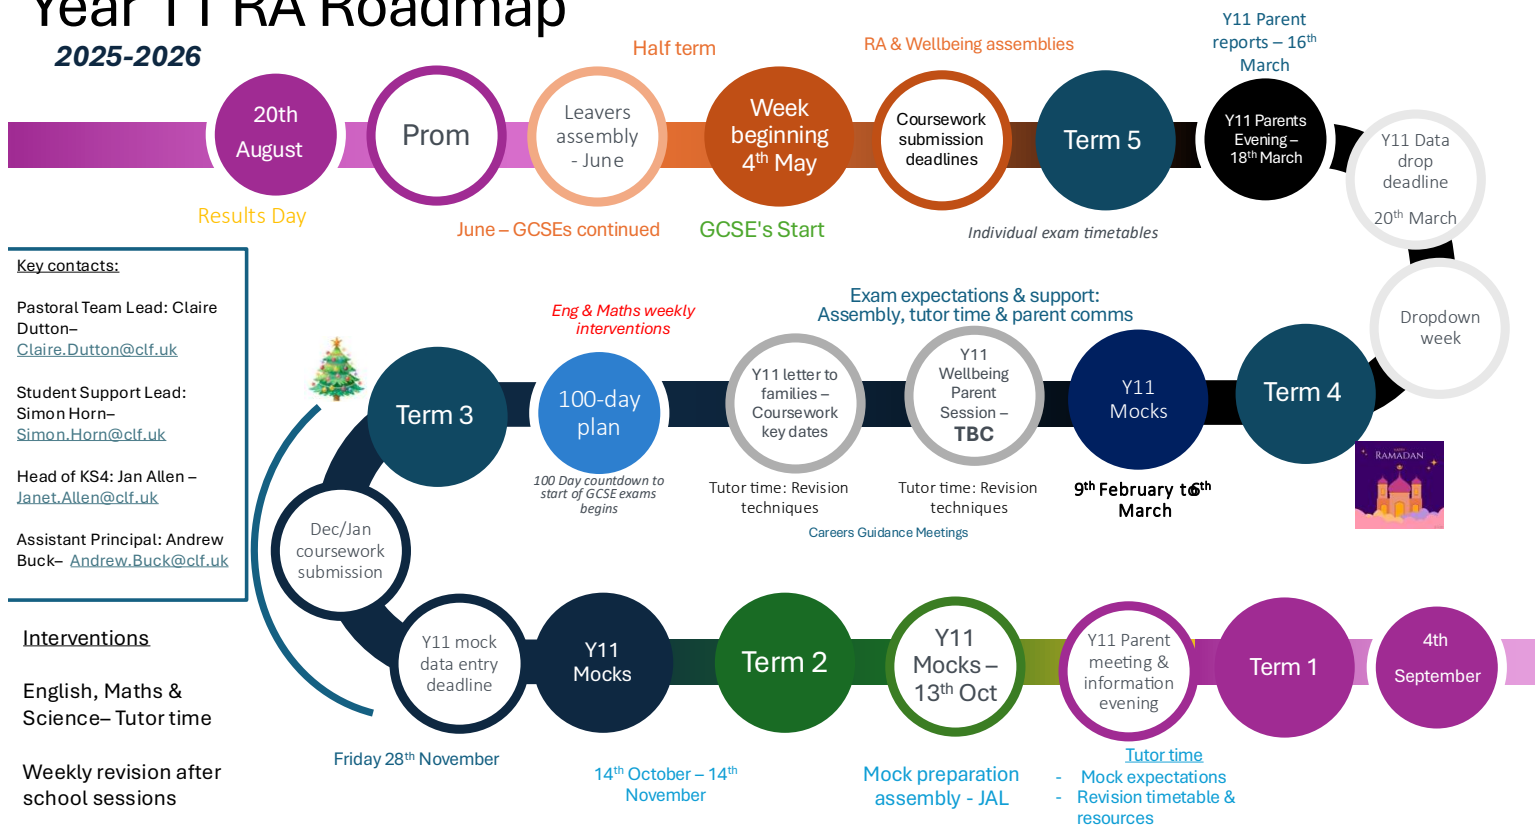 Year 11 RA Roadmap
2025-2026
Half term
RA & Wellbeing assemblies
Y11 Parent
reports – 16th
March
20th
August
Prom
Leavers
assembly
- June
Week
beginning
4th May
Coursework
submission
deadlines
Term 5
Y11 Parents
Evening –
18th March
Y11 Data
drop
deadline
20th March
Results Day
June – GCSEs continued
GCSE's Start
Individual exam timetables
Key contacts:
Pastoral Team Lead: Claire
Dutton–
Claire.Dutton@clf.uk
Student Support Lead:
Simon Horn–
Simon.Horn@clf.uk
Head of KS4: Jan Allen –
Janet.Allen@clf.uk
Assistant Principal: Andrew
Buck– Andrew.Buck@clf.uk
Eng & Maths weekly
interventions
Exam expectations & support:
Assembly, tutor time & parent comms
Dropdown
week
Term 3
100-day
plan
Y11 letter to
families –
Coursework
key dates
Y11
Wellbeing
Parent
Session –
TBC
Y11
Mocks
Term 4
100 Day countdown to
start of GCSE exams
begins
Tutor time: Revision
techniques
Tutor time: Revision
techniques
9th February to 6th
March
RAMADAN
Careers Guidance Meetings
Dec/Jan
coursework
submission
Y11 mock
data entry
deadline
Y11
Mocks
Term 2
Y11
Mocks –
13th Oct
Y11 Parent
meeting &
information
evening
Term 1
4th
September
Interventions
English, Maths &
Science– Tutor time
Weekly revision after
school sessions
Friday 28th November
14th October – 14th
November
Mock preparation
assembly - JAL
Tutor time
- Mock expectations
- Revision timetable &
resources